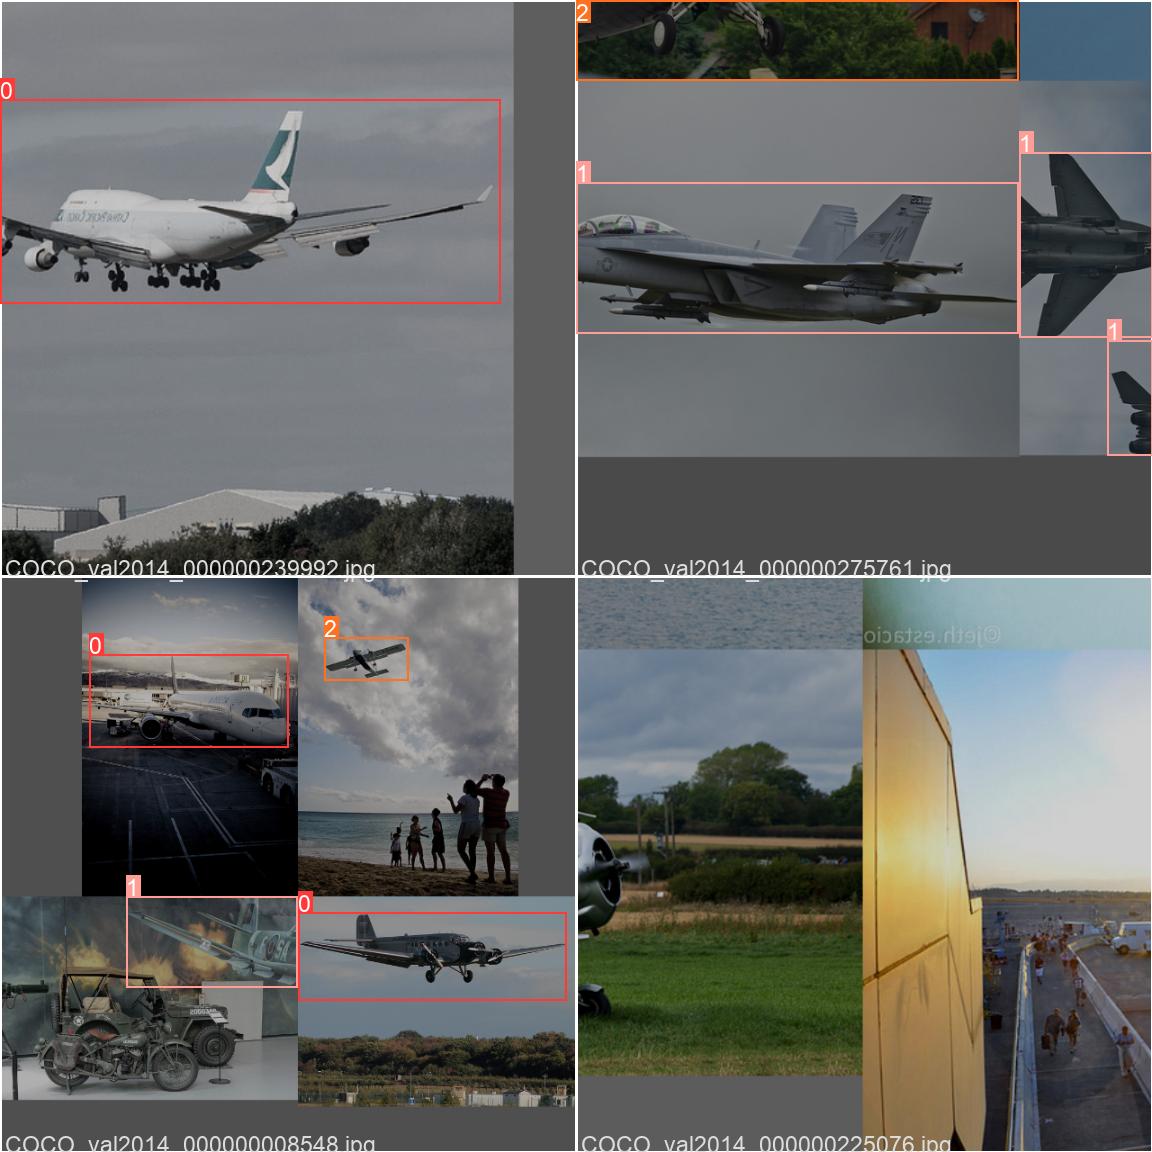 0
COCO_val2014_000000239992.jpg
2
1
1
1
COCO_val2014_000000275761.jpg
0
2
1
0
COCO_val2014_000000008548.jpg
©jeth.estacio
COCO_val2014_000000225076.jpg